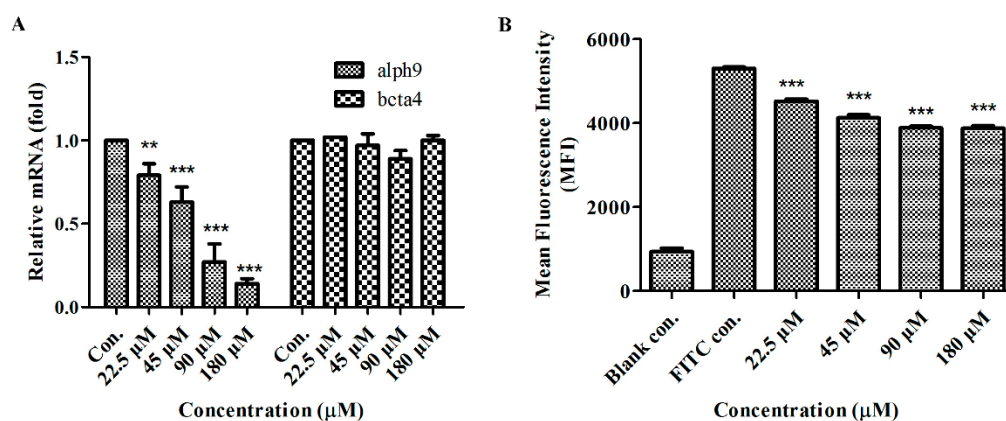 A
Relative mRNA (fold)
1.5
1.0
0.5
0.0
alph9
bcta4
**
***
***
***
Con.
22.5 µM
45 µM
90 µM
180 µM
Con.
22.5 µM
45 µM
90 µM
180 µM
Concentration (µM)
B
Mean Fluorescence Intensity
(MFI)
6000
4000
2000
0
***
***
***
***
Blank con.
FITC con.
22.5 µM
45 µM
90 µM
180 µM
Concentration (µM)